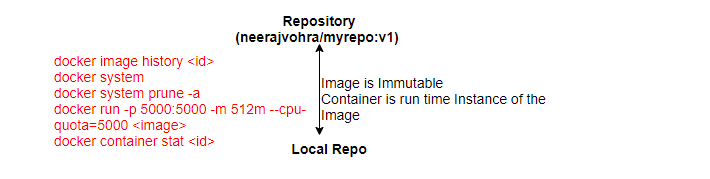 Repository
(neerajvohra/myrepo:v1)
docker image history <id>
docker system
docker system prune -a
docker run -p 5000:5000 -m 512m --cpu-
quota=5000 <image>
docker container stat <id>
Image is Immutable
Container is run time Instance of the
Image
Local Repo